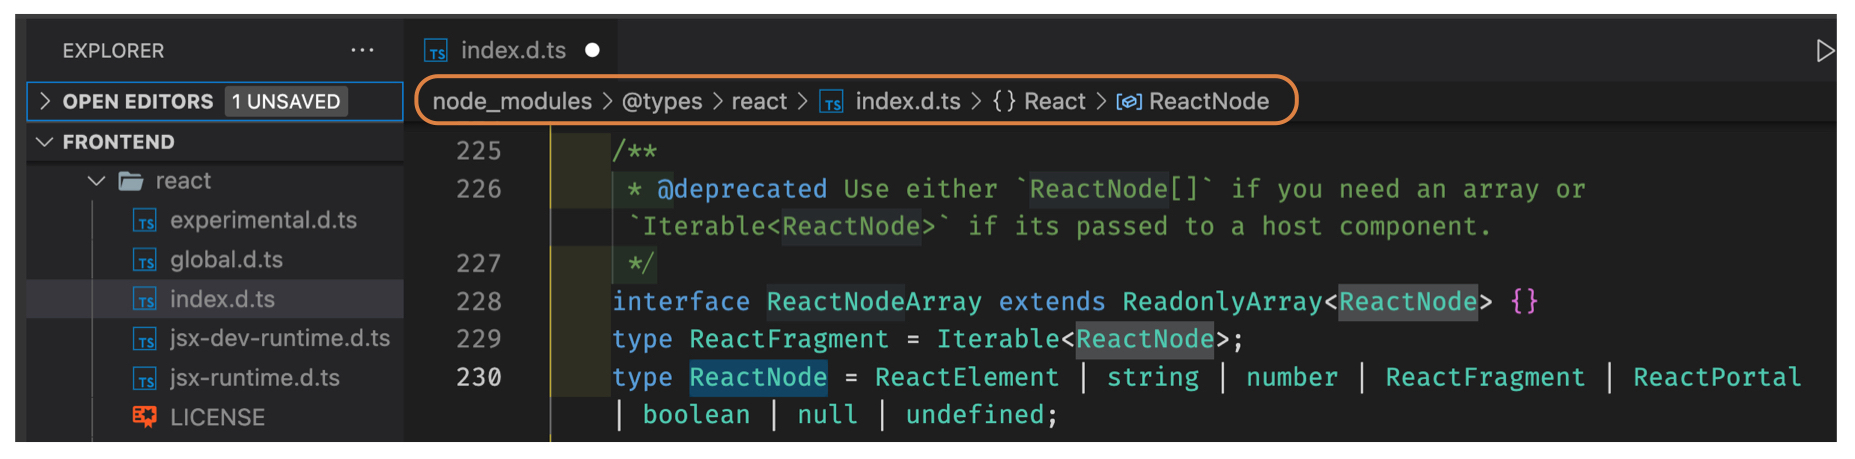 EXPLORER ···
OPEN EDITORS 1 UNSAVED
FRONTEND
react
TS experimental.d.ts
TS global.d.ts
TS index.d.ts
TS jsx-dev-runtime.d.ts
TS jsx-runtime.d.ts
LICENSE
TS index.d.ts ●
node_modules > @types > react > TS index.d.ts > {} React > ReactNode
225 /**
226 * @deprecated Use either `ReactNode[]` if you need an array or
`Iterable<ReactNode>` if its passed to a host component.
227 */
228 interface ReactNodeArray extends ReadonlyArray<ReactNode> {}
229 type ReactFragment = Iterable<ReactNode>;
230 type ReactNode = ReactElement | string | number | ReactFragment | ReactPortal
| boolean | null | undefined;